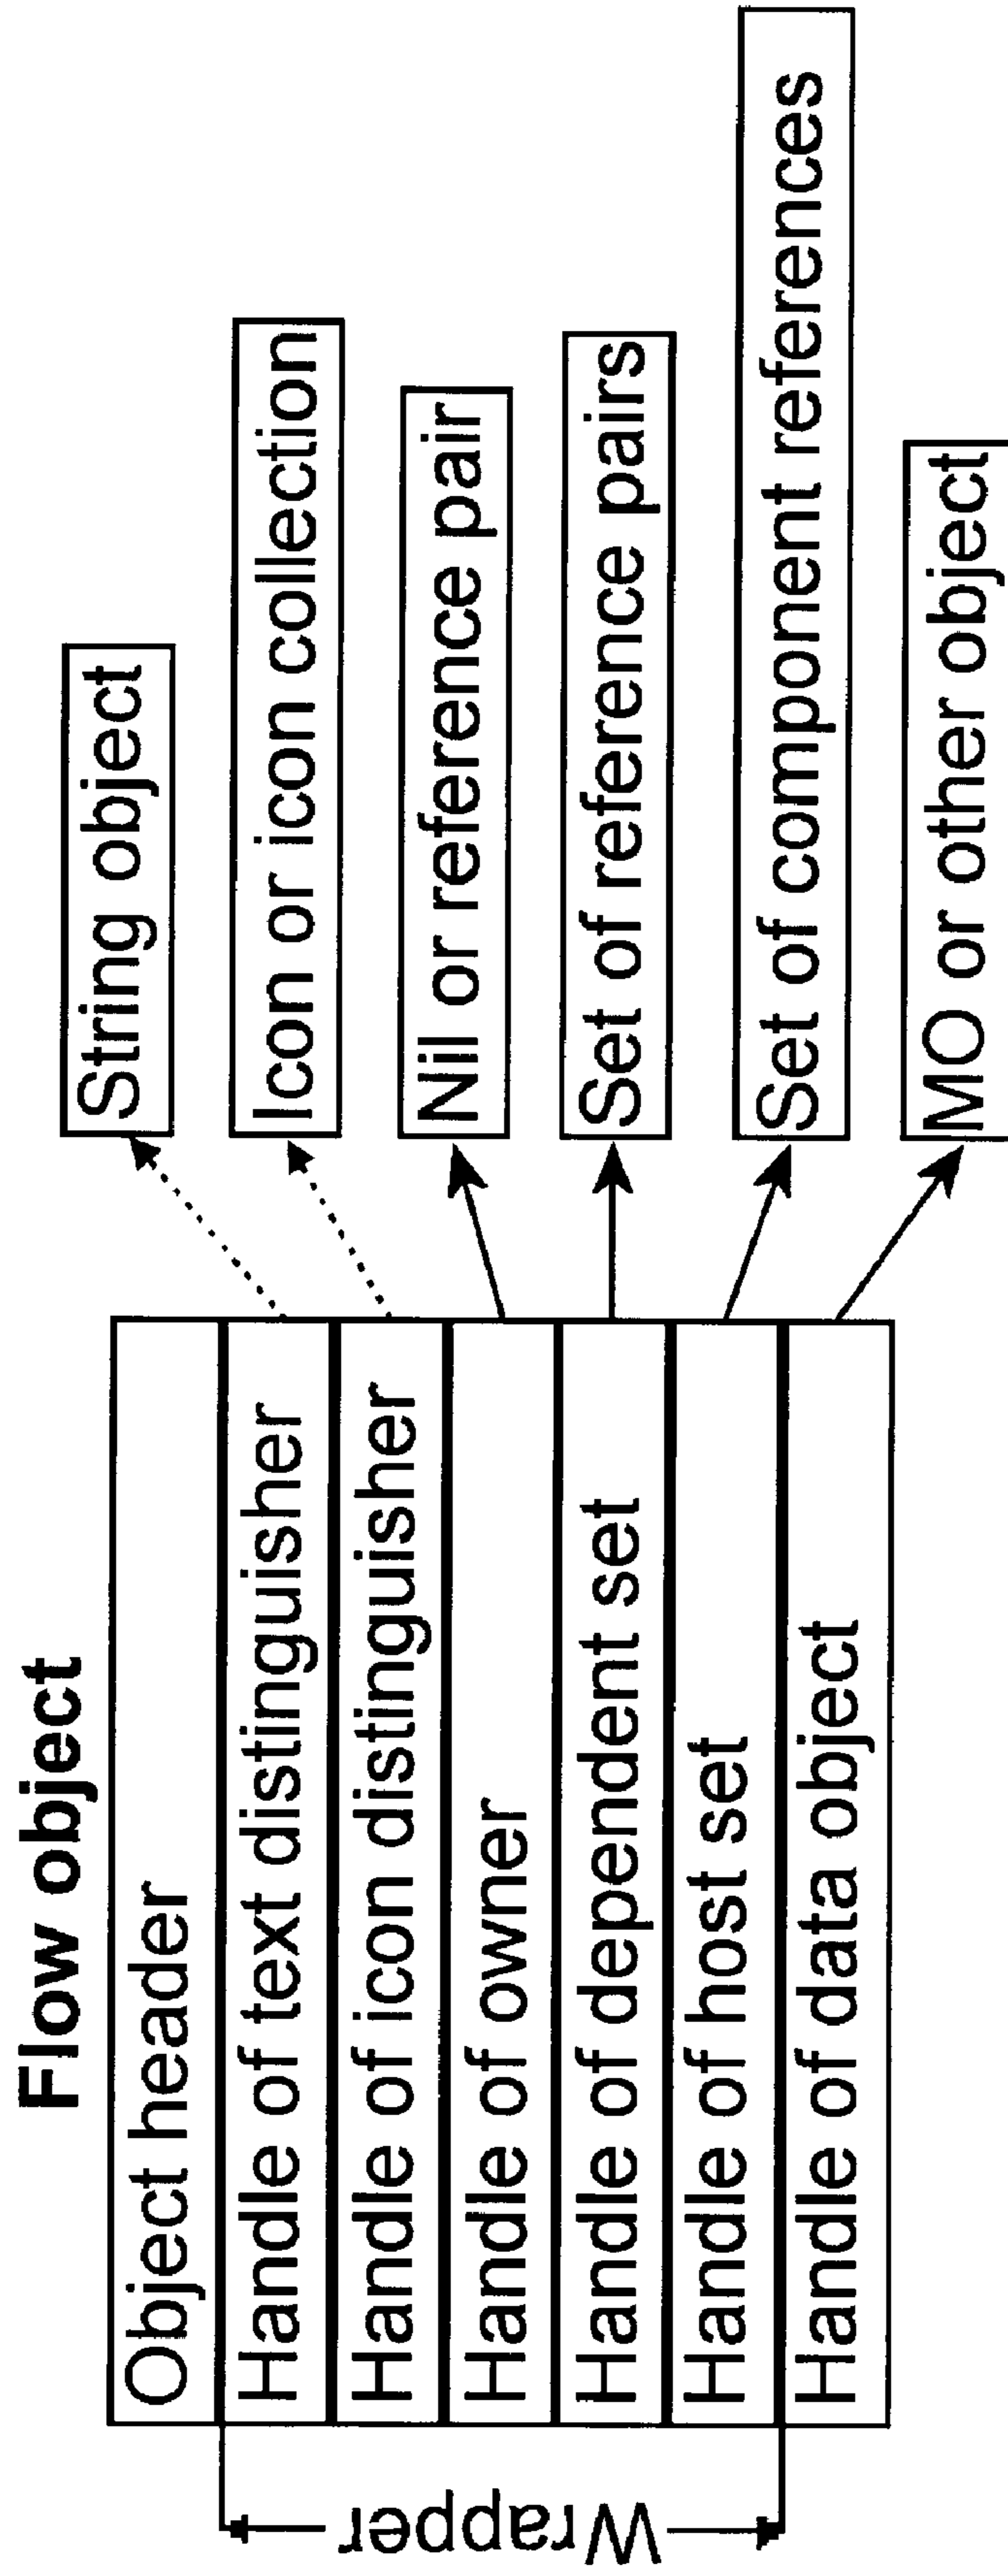 Flow object
Object header
Handle of text distinguisher
Handle of icon distinguisher
Handle of owner
Handle of dependent set
Handle of host set
Handle of data object
Wrapper
String object
Icon or icon collection
Nil or reference pair
Set of reference pairs
Set of component references
MO or other object